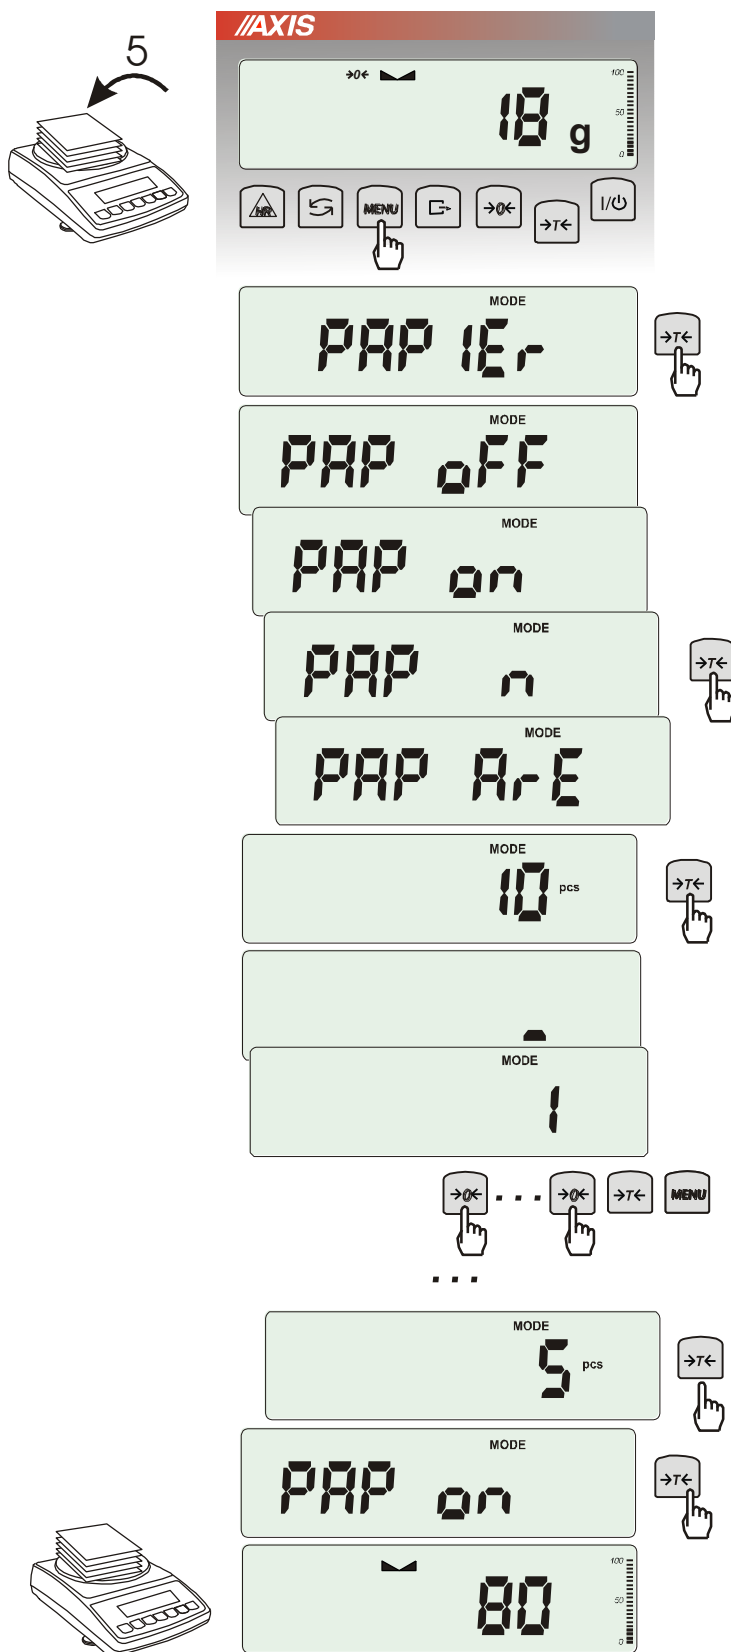 //AXIS
5
→0←
100
18 g
50
0
HR MENU →0← →T← I/⏻
MODE
PAPIEr
→T←
MODE
PAP oFF
MODE
PAP on
MODE
PAP n
→T←
MODE
PAP ArE
MODE
10 pcs
→T←
MODE
1
→0← ... →0← →T← MENU
...
MODE
5 pcs
→T←
MODE
PAP on
→T←
100
80
50
0